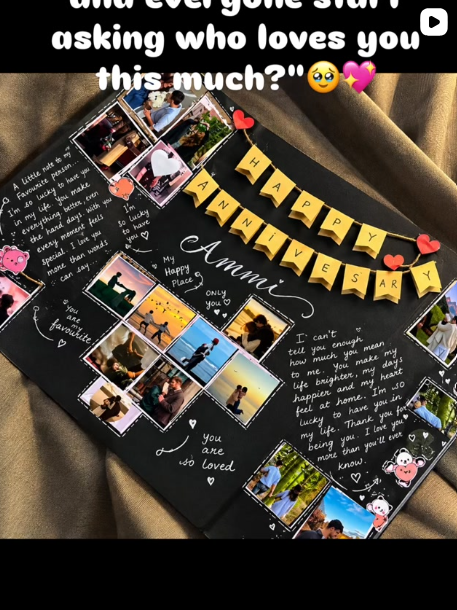 and everyone start
asking who loves you
this much?"🥹💖
A little note to my
Favourite person...
I'm so lucky to have you
in my life. You make
everything better, even
the hard days, with you
every moment feels
special. I love you
more than words
can say...
I'm
so lucky
to have
you
HAPPY
ANNIVESARY
Ammi
My
Happy
Place
ONLY
YOU
You
are my
favourite
I can't
tell you enough
how much you mean
to me. You make my
life brighter, my days
happier and my heart
feel at home. I'm so
lucky to have you in
my life. Thank you for
being you. I love you
more than you'll ever
know.
you
are
so loved